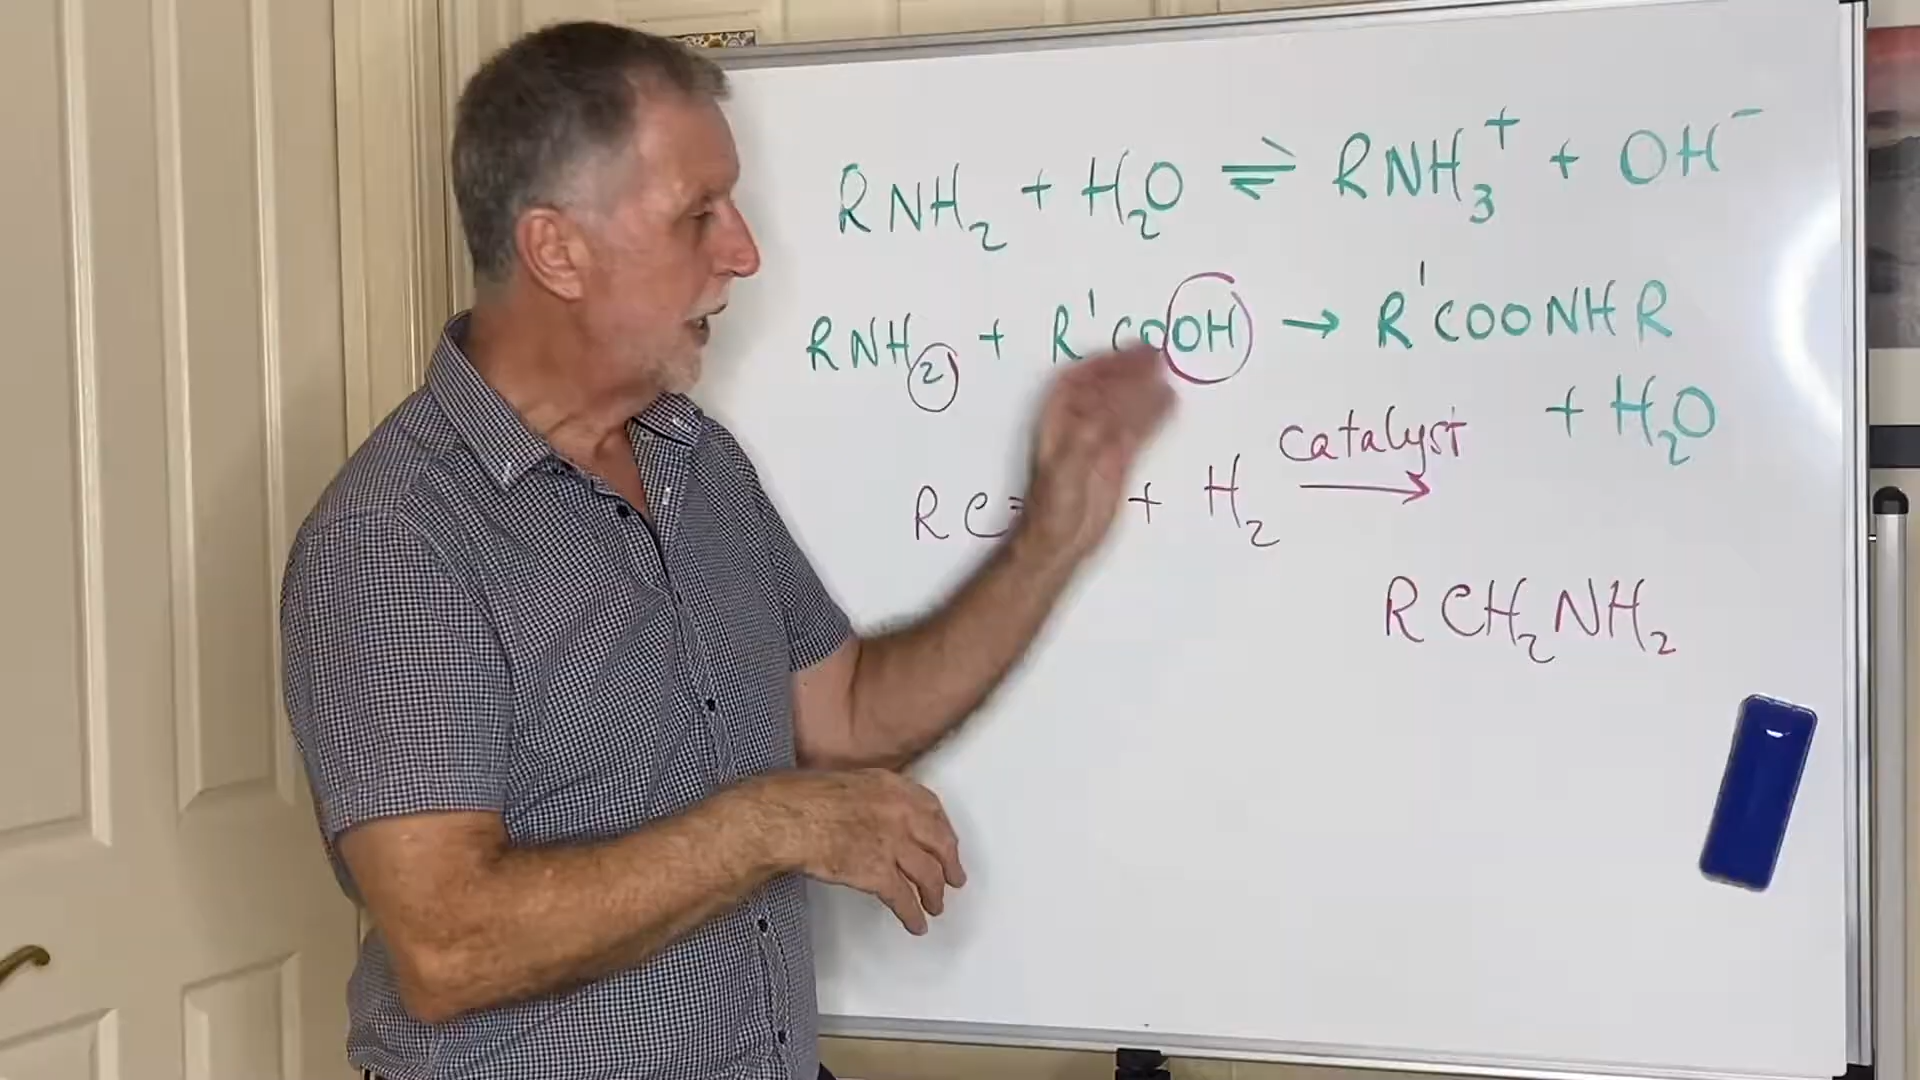 RNH₂ + H₂O ⇌ RNH₃⁺ + OH⁻
RNH₂ + R'COOH → R'COONHR
+ H₂O
catalyst
RC + H₂ →
RCH₂NH₂